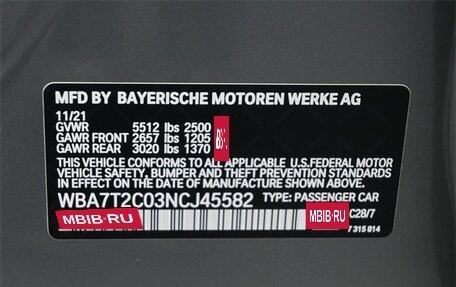 MFD BY BAYERISCHE MOTOREN WERKE AG
11/21
GVWR 5512 lbs 2500
GAWR FRONT 2657 lbs 1205
GAWR REAR 3020 lbs 1370
THIS VEHICLE CONFORMS TO ALL APPLICABLE U.S.FEDERAL MOTOR
VEHICLE SAFETY, BUMPER AND THEFT PREVENTION STANDARDS
IN EFFECT ON THE DATE OF MANUFACTURE SHOWN ABOVE.
WBA7T2C03NCJ45582 TYPE: PASSENGER CAR
MBIB.RU MBIB.RU C28/7
7 315 814